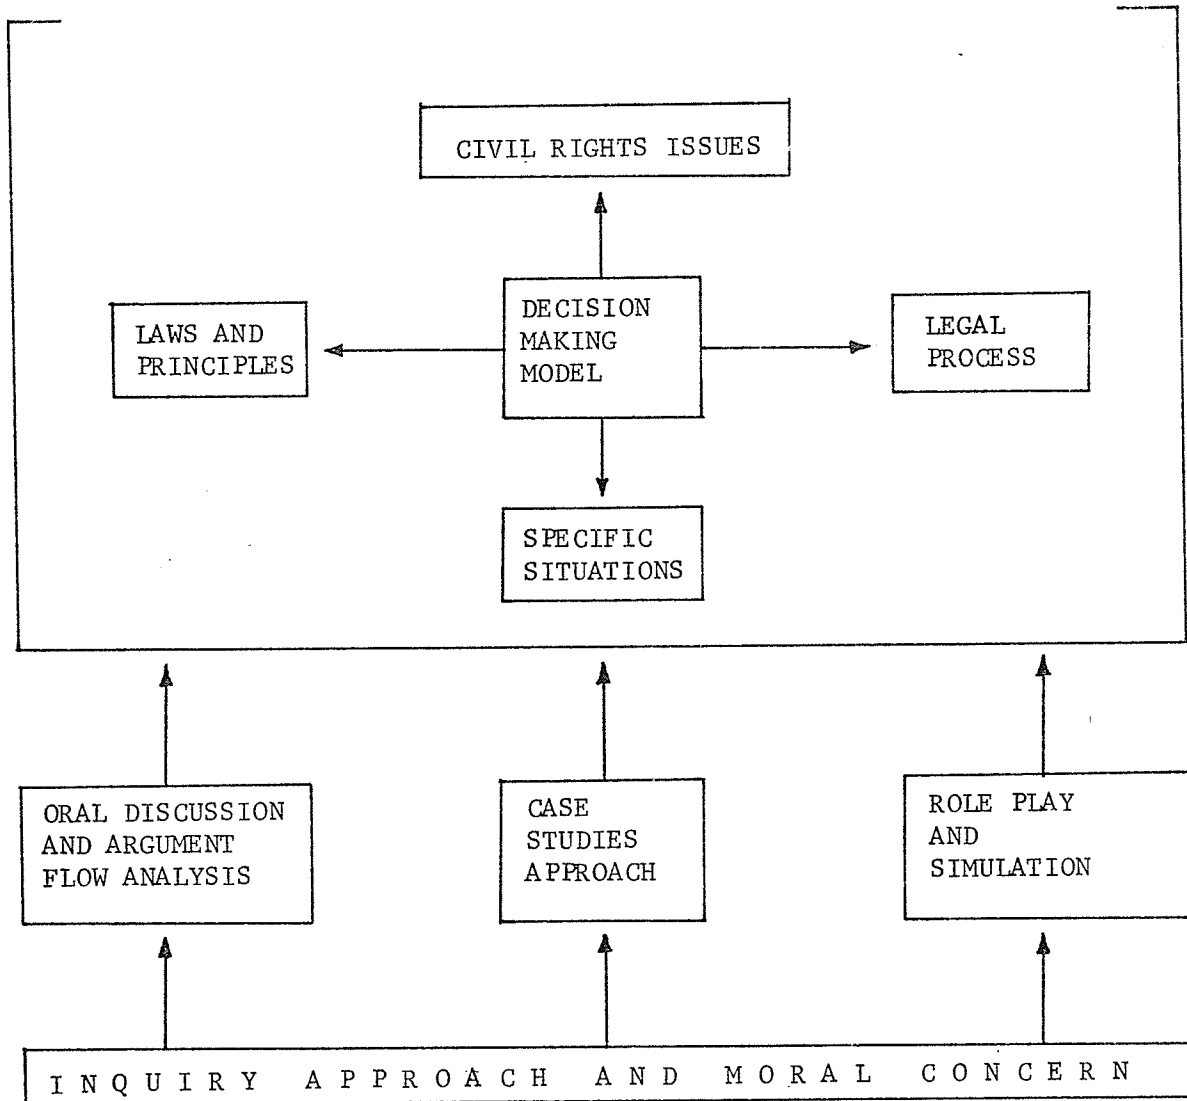 CIVIL RIGHTS ISSUES
LAWS AND
PRINCIPLES
DECISION
MAKING
MODEL
LEGAL
PROCESS
SPECIFIC
SITUATIONS
ORAL DISCUSSION
AND ARGUMENT
FLOW ANALYSIS
CASE
STUDIES
APPROACH
ROLE PLAY
AND
SIMULATION
INQUIRY APPROACH AND MORAL CONCERN